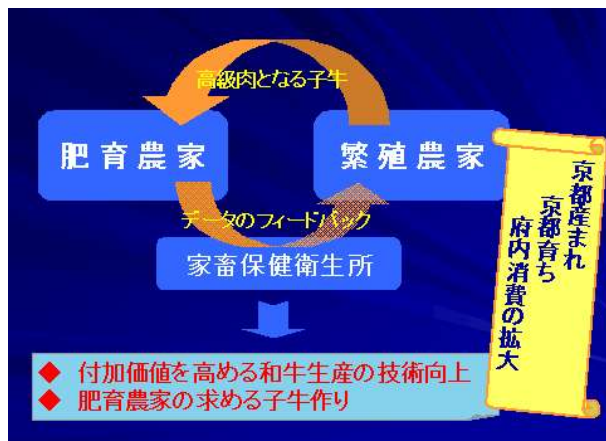 高級肉となる子牛
肥育農家
繁殖農家
データのフィードバック
家畜保健衛生所
京都産まれ
京都育ち
府内消費の拡大
◆ 付加価値を高める和牛生産の技術向上
◆ 肥育農家の求める子牛作り